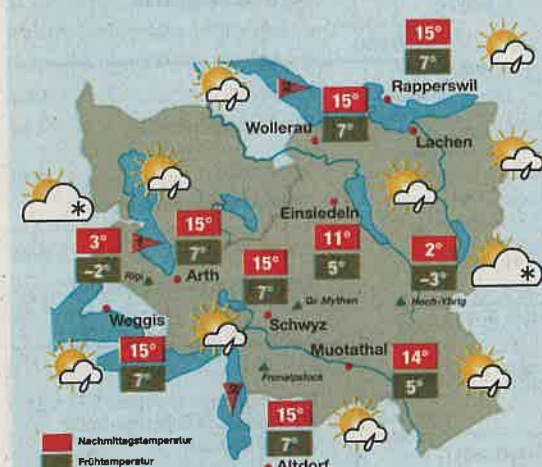 15°
7°
Rapperswil
15°
7°
Wollerau
Lachen
Einsiedeln
15°
7°
11°
5°
2°
-3°
3°
-2°
Rigi
Arth
15°
7°
Gr. Mythen
Hoch-Ybrig
Weggis
Schwyz
15°
7°
Muotathal
14°
5°
Fronalpstock
15°
7°
Altdorf
Nachmittagstemperatur
Frühtemperatur